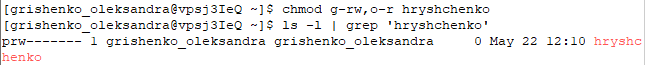 [grishenko_oleksandra@vpsj3IeQ ~]$ chmod g-rw,o-r hryshchenko
[grishenko_oleksandra@vpsj3IeQ ~]$ ls -l | grep 'hryshchenko'
prw------- 1 grishenko_oleksandra grishenko_oleksandra     0 May 22 12:10 hryshc
henko